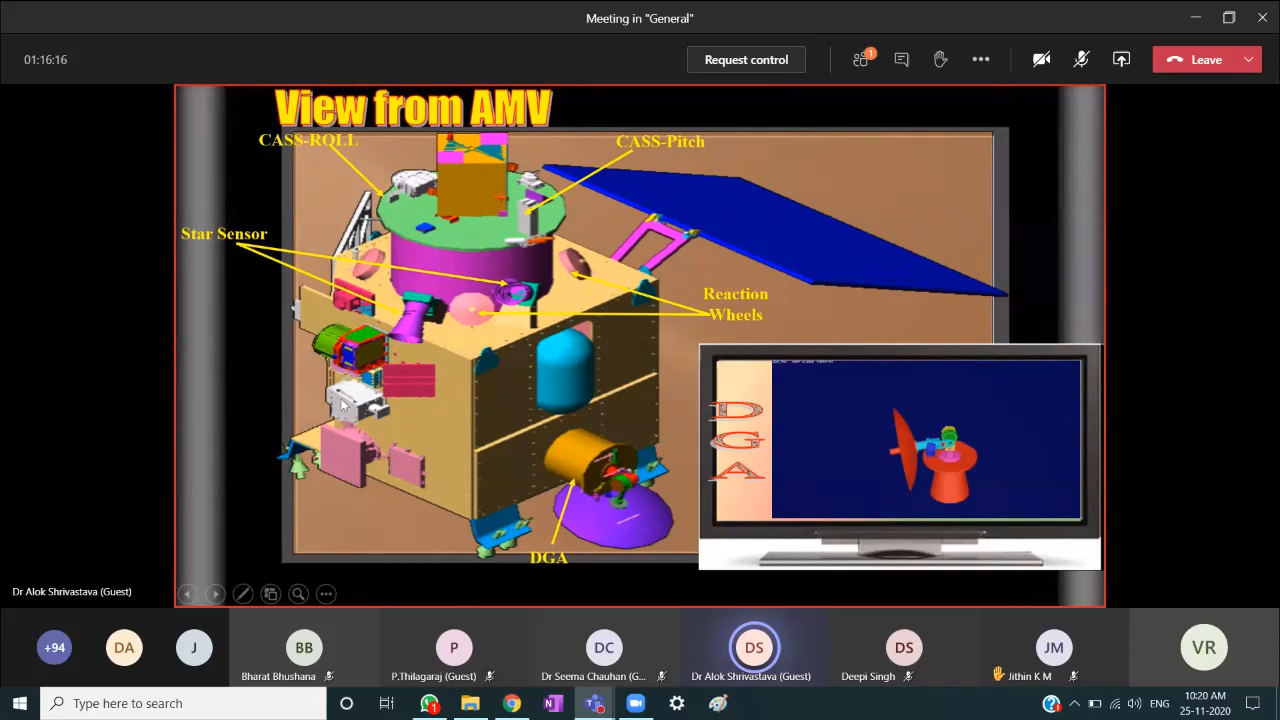 Meeting in "General"
01:16:16
Request control
1
Leave
View from AMV
CASS-ROLL
CASS-Pitch
Star Sensor
Reaction
Wheels
DGA
D
G
A
Dr Alok Shrivastava (Guest)
+94
DA
J
BB
P
DC
DS
DS
JM
VR
Bharat Bhushana
P.Thilagaraj (Guest)
Dr Seema Chauhan (G...
Dr Alok Shrivastava (Guest)
Deepi Singh
Jithin K M
Type here to search
1
ENG
10:20 AM
25-11-2020